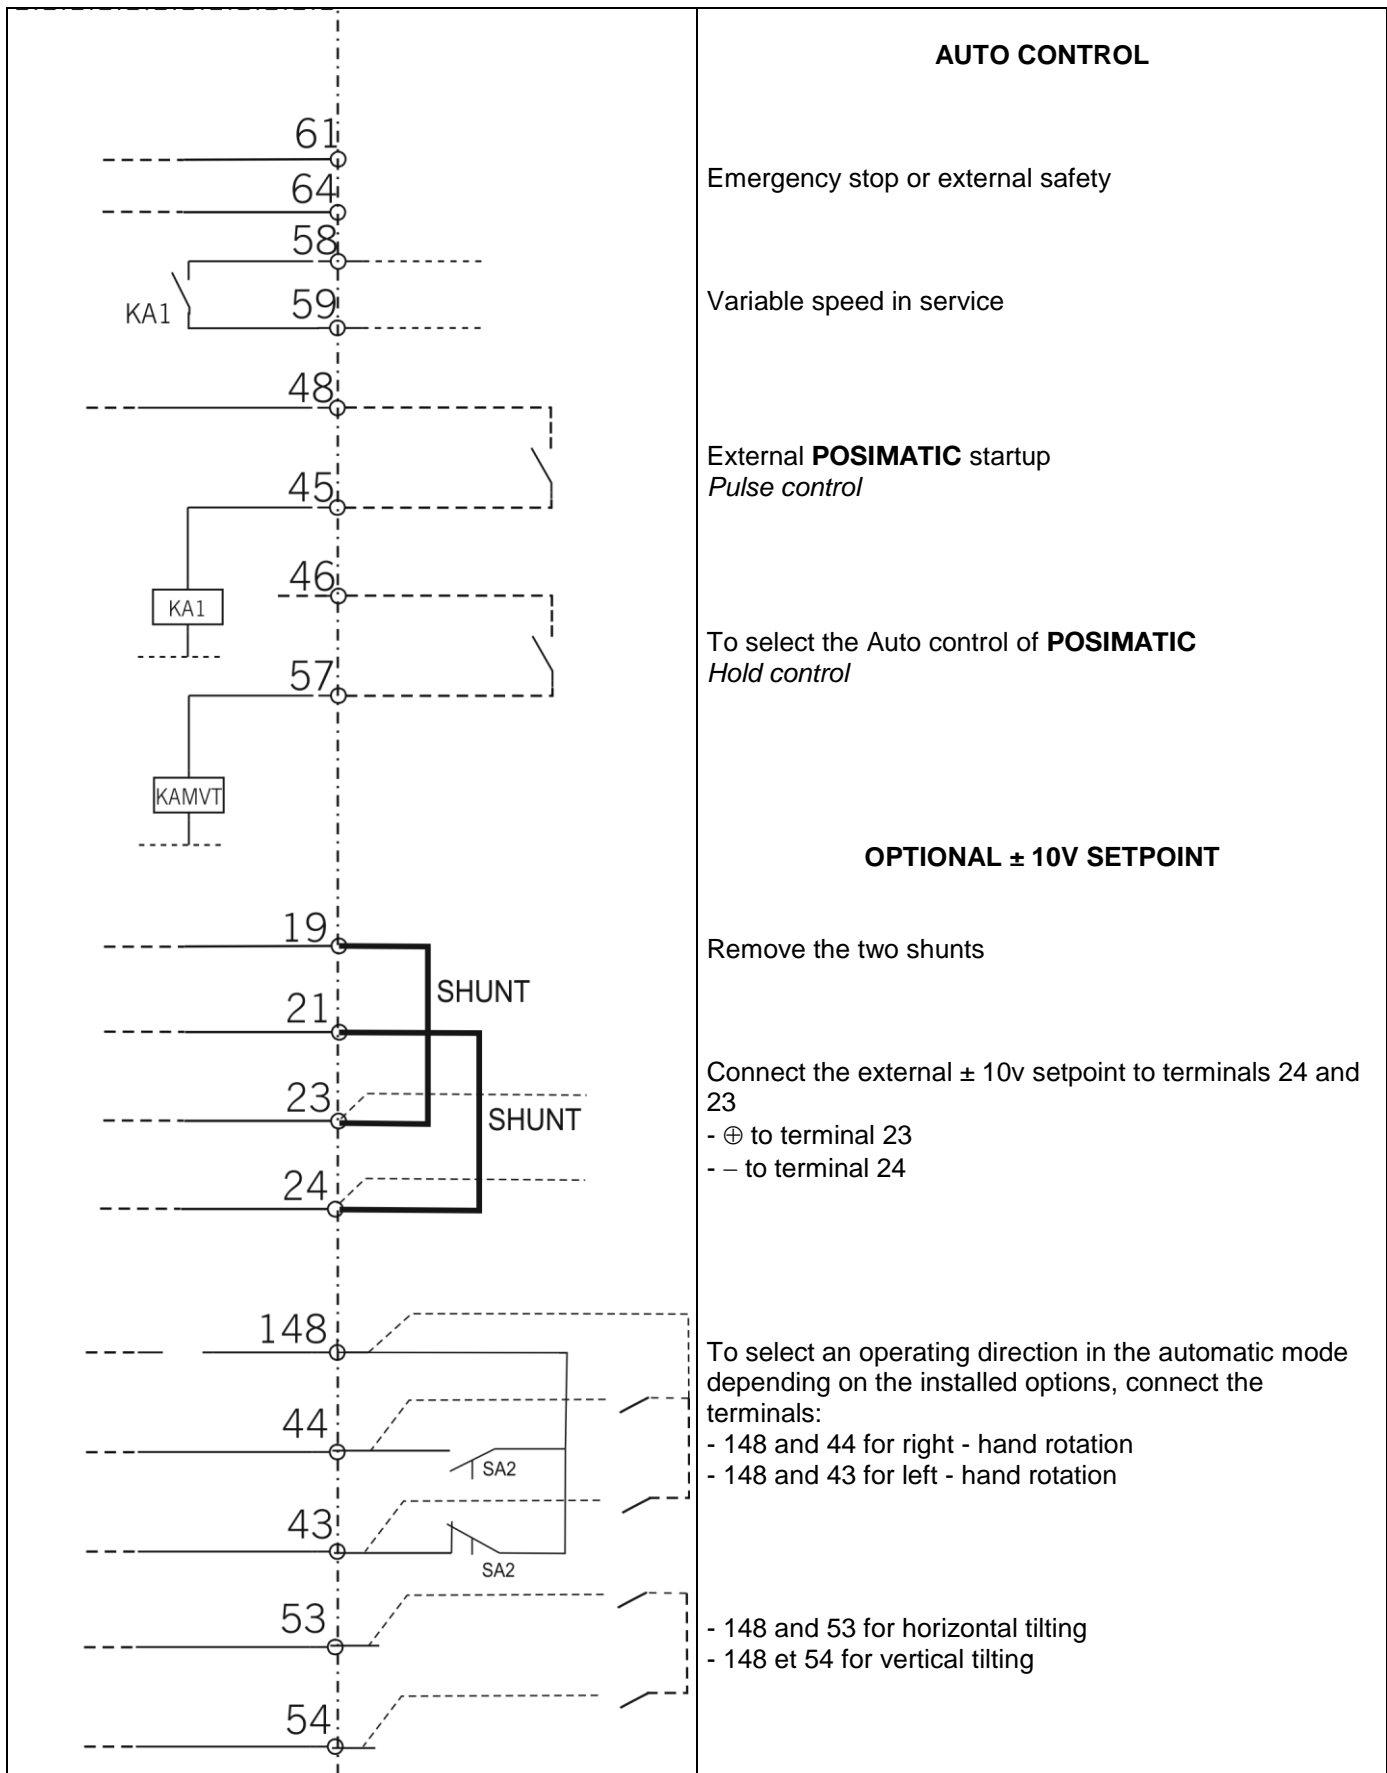 AUTO CONTROL
61
64
Emergency stop or external safety
58
KA1
59
Variable speed in service
48
External POSIMATIC startup
Pulse control
45
46
KA1
To select the Auto control of POSIMATIC
Hold control
57
KAMVT
OPTIONAL ± 10V SETPOINT
19
Remove the two shunts
SHUNT
21
Connect the external ± 10v setpoint to terminals 24 and
23
23
SHUNT
- ⊕ to terminal 23
- – to terminal 24
24
148
To select an operating direction in the automatic mode
depending on the installed options, connect the
terminals:
44
- 148 and 44 for right - hand rotation
SA2
- 148 and 43 for left - hand rotation
43
SA2
53
- 148 and 53 for horizontal tilting
- 148 et 54 for vertical tilting
54